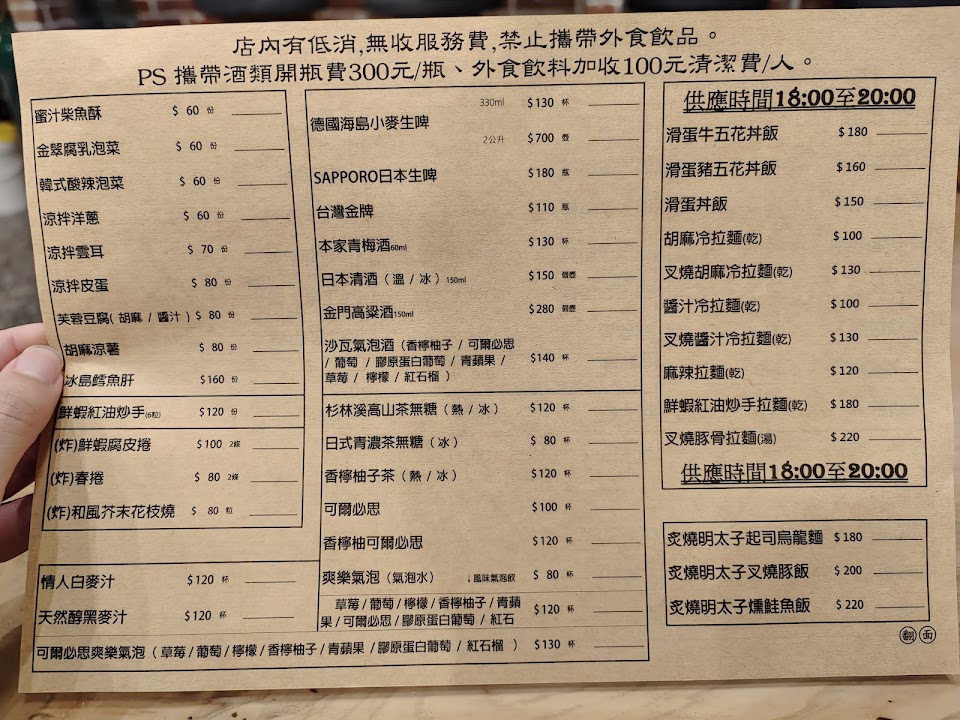 店內有低消,無收服務費,禁止攜帶外食飲品。
PS 攜帶酒類開瓶費300元/瓶、外食飲料加收100元清潔費/人。
蜜汁柴魚酥 $ 60 份
金翠腐乳泡菜 $ 60 份
韓式酸辣泡菜 $ 60 份
涼拌洋蔥 $ 60 份
涼拌雲耳 $ 70 份
涼拌皮蛋 $ 80 份
芙蓉豆腐( 胡麻 / 醬汁 ) $ 80 份
胡麻涼薯 $ 80 份
冰島鱈魚肝 $160 份
鮮蝦紅油炒手(6粒) $120 份
(炸)鮮蝦腐皮捲 $100 2條
(炸)春捲 $ 80 2條
(炸)和風芥末花枝燒 $ 80 粒
情人白麥汁 $120 杯
天然醇黑麥汁 $120 杯
德國海島小麥生啤
330ml $130 杯
2公升 $700 壺
SAPPORO日本生啤 $180 瓶
台灣金牌 $110 瓶
本家青梅酒60ml $130 杯
日本清酒 ( 溫 / 冰 ) 150ml $150 個壺
金門高粱酒150ml $280 個壺
沙瓦氣泡酒 (香檸柚子 / 可爾必思
/ 葡萄 / 膠原蛋白葡萄 / 青蘋果 / $140 杯
草莓 / 檸檬 / 紅石榴 )
杉林溪高山茶無糖 ( 熱 / 冰 ) $120 杯
日式青濃茶無糖 ( 冰 ) $ 80 杯
香檸柚子茶 ( 熱 / 冰 ) $120 杯
可爾必思 $100 杯
香檸柚可爾必思 $120 杯
爽樂氣泡 (氣泡水) ↓風味氣泡飲 $ 80 杯
草莓 / 葡萄 / 檸檬 / 香檸柚子 / 青蘋
果 / 可爾必思 / 膠原蛋白葡萄 / 紅石 $120 杯
可爾必思爽樂氣泡 ( 草莓 / 葡萄 / 檸檬 / 香檸柚子 / 青蘋果 / 膠原蛋白葡萄 / 紅石榴 ) $130 杯
供應時間18:00至20:00
滑蛋牛五花丼飯 $180
滑蛋豬五花丼飯 $160
滑蛋丼飯 $150
胡麻冷拉麵(乾) $100
叉燒胡麻冷拉麵(乾) $130
醬汁冷拉麵(乾) $100
叉燒醬汁冷拉麵(乾) $130
麻辣拉麵(乾) $120
鮮蝦紅油炒手拉麵(乾) $180
叉燒豚骨拉麵(湯) $220
供應時間18:00至20:00
炙燒明太子起司烏龍麵 $180
炙燒明太子叉燒豚飯 $200
炙燒明太子燻鮭魚飯 $220
翻 面